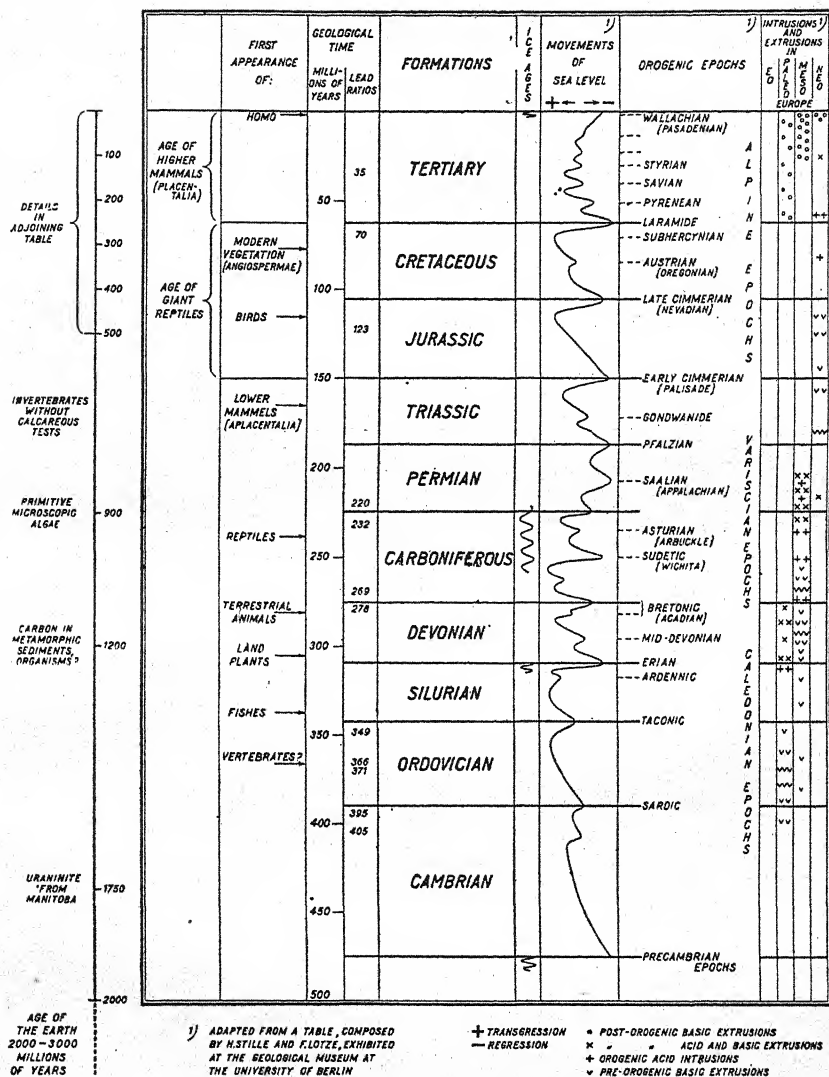 FIRST
APPEARANCE
OF:
GEOLOGICAL
TIME
MILLI-
ONS OF
YEARS
LEAD
RATIOS
FORMATIONS
ICE AGES
1)
MOVEMENTS
OF
SEA LEVEL
+ ← → −
1)
OROGENIC EPOCHS
INTRUSIONS 1)
AND
EXTRUSIONS
IN
EO
PALEO
MESO
NEO
EUROPE
DETAILS
IN
ADJOINING
TABLE
100
200
300
400
500
INVERTEBRATES
WITHOUT
CALCAREOUS
TESTS
PRIMITIVE
MICROSCOPIC
ALGAE
900
CARBON IN
METAMORPHIC
SEDIMENTS,
ORGANISMS?
1200
URANINITE
FROM
MANITOBA
1750
2000
AGE OF
THE EARTH
2000–3000
MILLIONS
OF YEARS
AGE OF
HIGHER
MAMMALS
(PLACEN-
TALIA)
AGE OF
GIANT
REPTILES
HOMO
MODERN
VEGETATION
(ANGIOSPERMAE)
BIRDS
LOWER
MAMMELS
(APLACENTALIA)
REPTILES
TERRESTRIAL
ANIMALS
LAND
PLANTS
FISHES
VERTEBRATES?
50
100
150
200
250
300
350
400
450
500
35
70
123
220
232
269
278
349
366
371
395
405
TERTIARY
CRETACEOUS
JURASSIC
TRIASSIC
PERMIAN
CARBONIFEROUS
DEVONIAN
SILURIAN
ORDOVICIAN
CAMBRIAN
WALLACHIAN
(PASADENIAN)
STYRIAN
SAVIAN
PYRENEAN
LARAMIDE
SUBHERCYNIAN
AUSTRIAN
(OREGONIAN)
LATE CIMMERIAN
(NEVADIAN)
EARLY CIMMERIAN
(PALISADE)
GONDWANIDE
PFALZIAN
SAALIAN
(APPALACHIAN)
ASTURIAN
(ARBUCKLE)
SUDETIC
(WICHITA)
BRETONIC
(ACADIAN)
MID-DEVONIAN
ERIAN
ARDENNIC
TACONIC
SARDIC
PRECAMBRIAN
EPOCHS
ALPINE EPOCHS
VARISCIAN EPOCHS
CALEDONIAN EPOCHS
1) ADAPTED FROM A TABLE, COMPOSED
BY H.STILLE AND F.LOTZE, EXHIBITED
AT THE GEOLOGICAL MUSEUM AT
THE UNIVERSITY OF BERLIN
+ TRANSGRESSION
— REGRESSION
∘ POST-OROGENIC BASIC EXTRUSIONS
× „ „ ACID AND BASIC EXTRUSIONS
+ OROGENIC ACID INTRUSIONS
v PRE-OROGENIC BASIC EXTRUSIONS